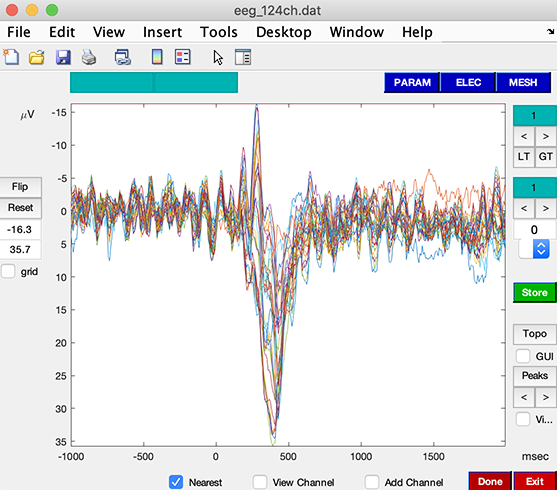 eeg_124ch.dat
File Edit View Insert Tools Desktop Window Help
PARAM ELEC MESH
µV
-15
-10
-5
0
5
10
15
20
25
30
35
-1000 -500 0 500 1000 1500
msec
Flip
Reset
-16.3
35.7
grid
1
< >
LT GT
1
< >
0
Store
Topo
GUI
Peaks
< >
Vi...
Nearest View Channel Add Channel Done Exit